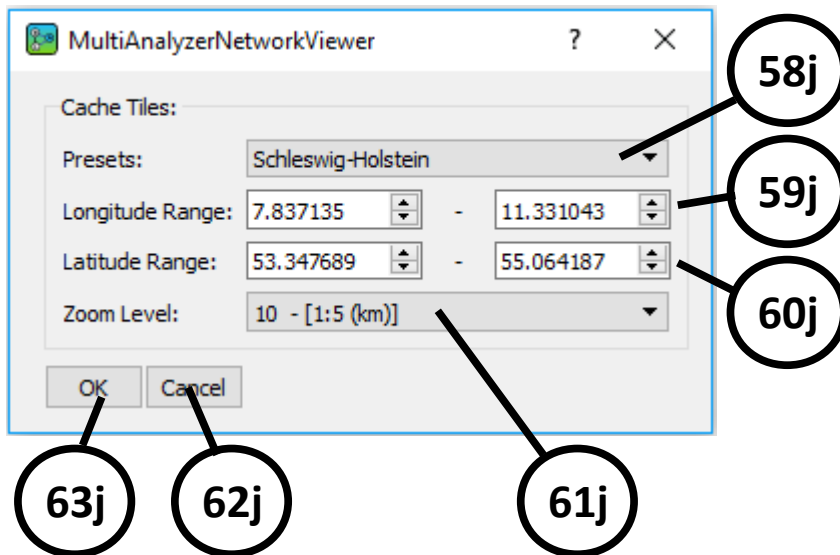 MultiAnalyzerNetworkViewer ?
58j
Cache Tiles:
Presets: Schleswig-Holstein
Longitude Range: 7.837135 - 11.331043
59j
Latitude Range: 53.347689 - 55.064187
60j
Zoom Level: 10 - [1:5 (km)]
OK Cancel
63j 62j 61j